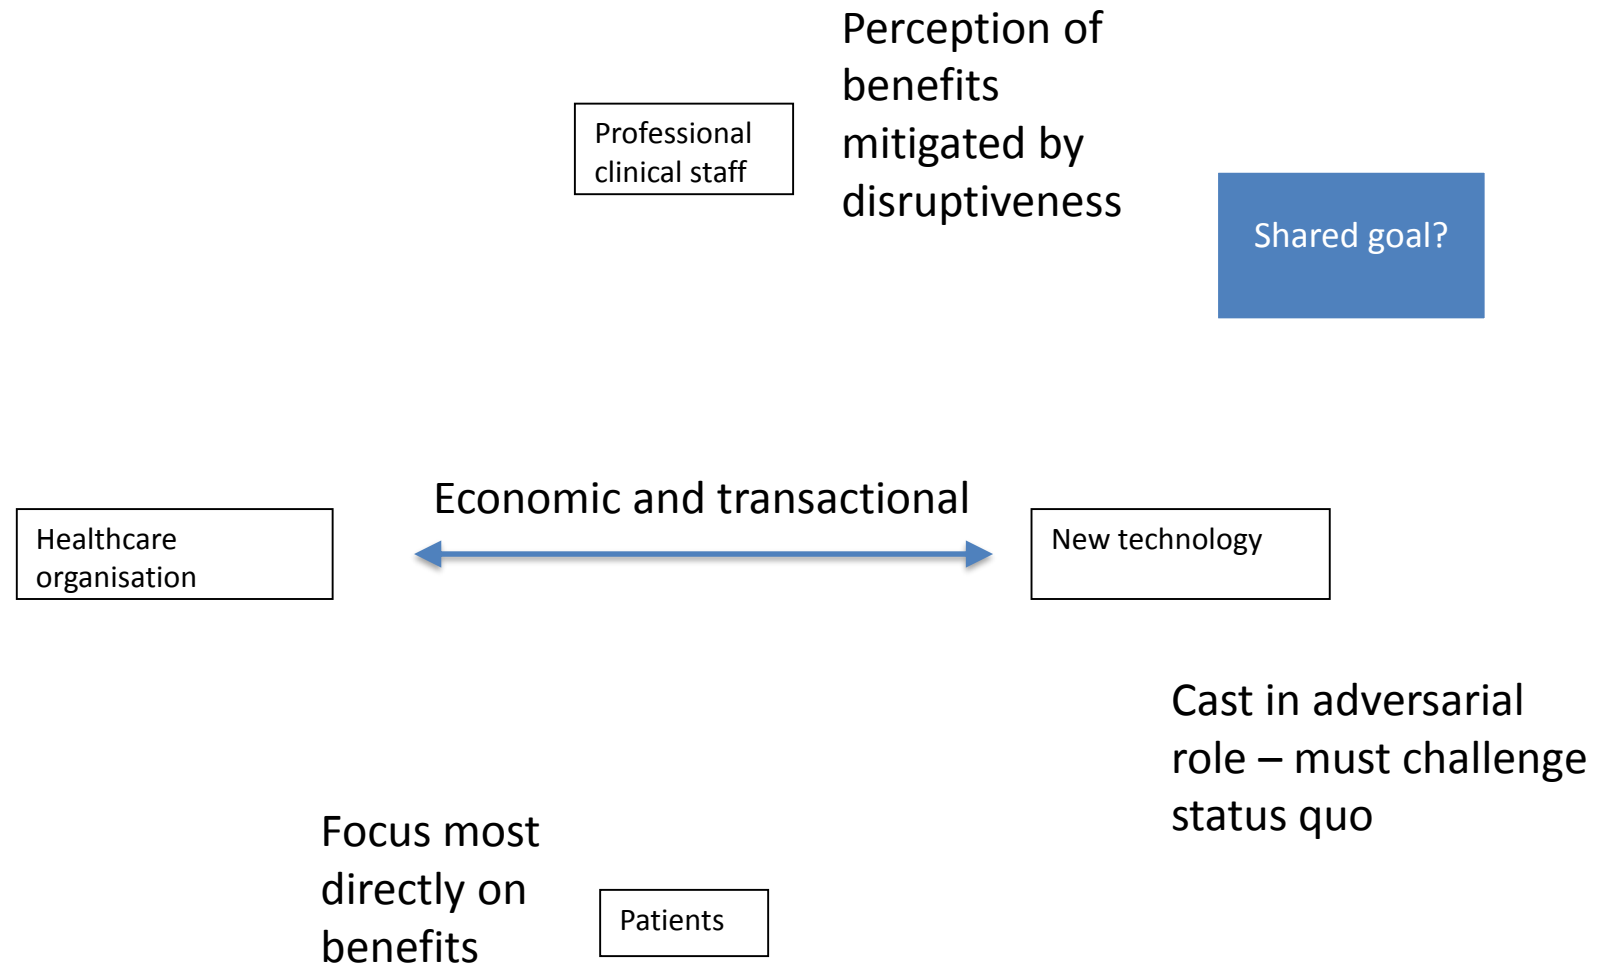 Perception of
benefits
mitigated by
disruptiveness
Professional
clinical staff
Shared goal?
Economic and transactional
Healthcare
organisation
New technology
Cast in adversarial
role – must challenge
status quo
Focus most
directly on
benefits
Patients